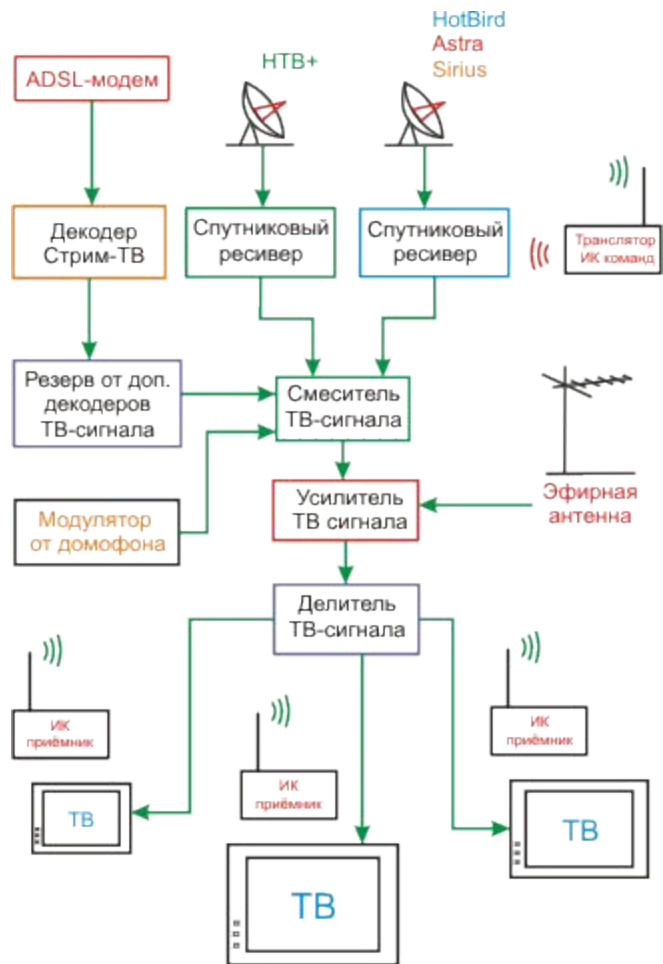 HotBird
Astra
Sirius
НТВ+
ADSL-модем
Декодер
Стрим-ТВ
Спутниковый
ресивер
Спутниковый
ресивер
Транслятор
ИК команд
Резерв от доп.
декодеров
ТВ-сигнала
Смеситель
ТВ-сигнала
Модулятор
от домофона
Усилитель
ТВ сигнала
Эфирная
антенна
Делитель
ТВ-сигнала
ИК
приёмник
ИК
приёмник
ИК
приёмник
ТВ
ТВ
ТВ